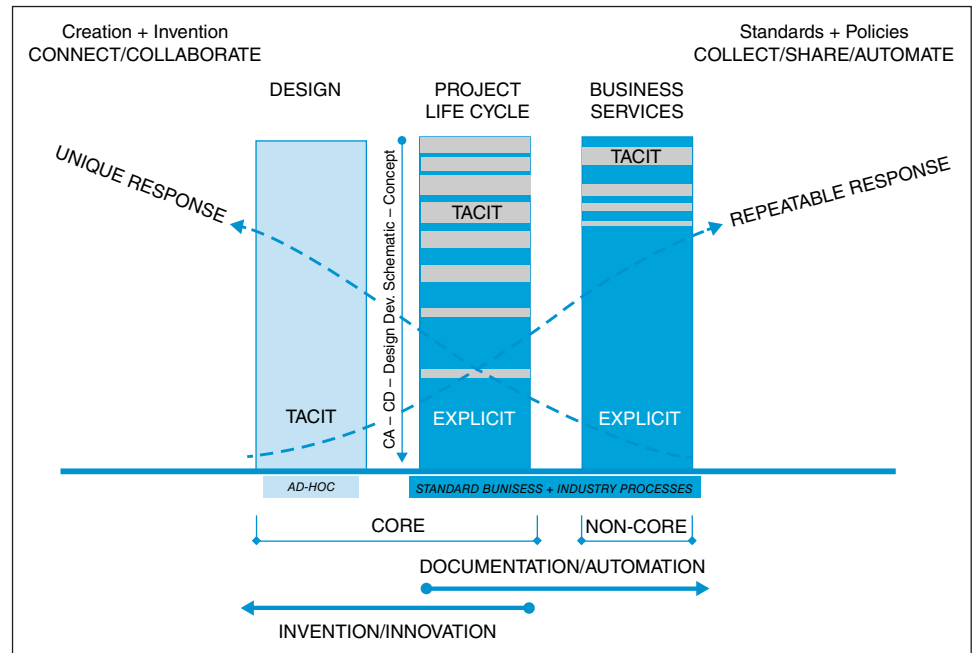 Creation + Invention
CONNECT/COLLABORATE
Standards + Policies
COLLECT/SHARE/AUTOMATE
DESIGN
PROJECT
LIFE CYCLE
BUSINESS
SERVICES
UNIQUE RESPONSE
REPEATABLE RESPONSE
CA – CD – Design Dev. Schematic – Concept
TACIT
TACIT
TACIT
EXPLICIT
EXPLICIT
AD-HOC
STANDARD BUNISESS + INDUSTRY PROCESSES
CORE
NON-CORE
DOCUMENTATION/AUTOMATION
INVENTION/INNOVATION